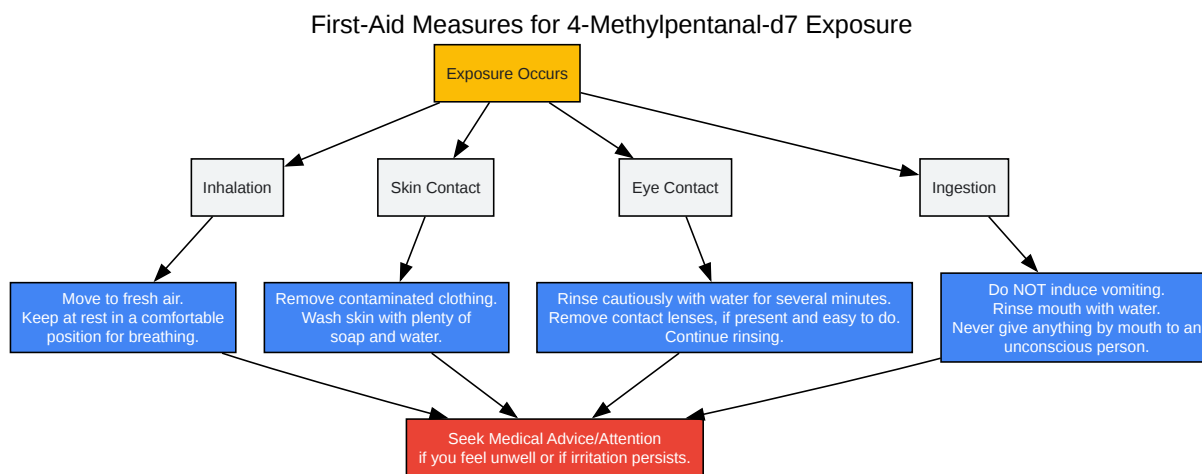 First-Aid Measures for 4-Methylpentanal-d7 Exposure
Exposure Occurs
Inhalation
Skin Contact
Eye Contact
Ingestion
Move to fresh air.
Keep at rest in a comfortable
position for breathing.
Remove contaminated clothing.
Wash skin with plenty of
soap and water.
Rinse cautiously with water for several minutes.
Remove contact lenses, if present and easy to do.
Continue rinsing.
Do NOT induce vomiting.
Rinse mouth with water.
Never give anything by mouth to an
unconscious person.
Seek Medical Advice/Attention
if you feel unwell or if irritation persists.